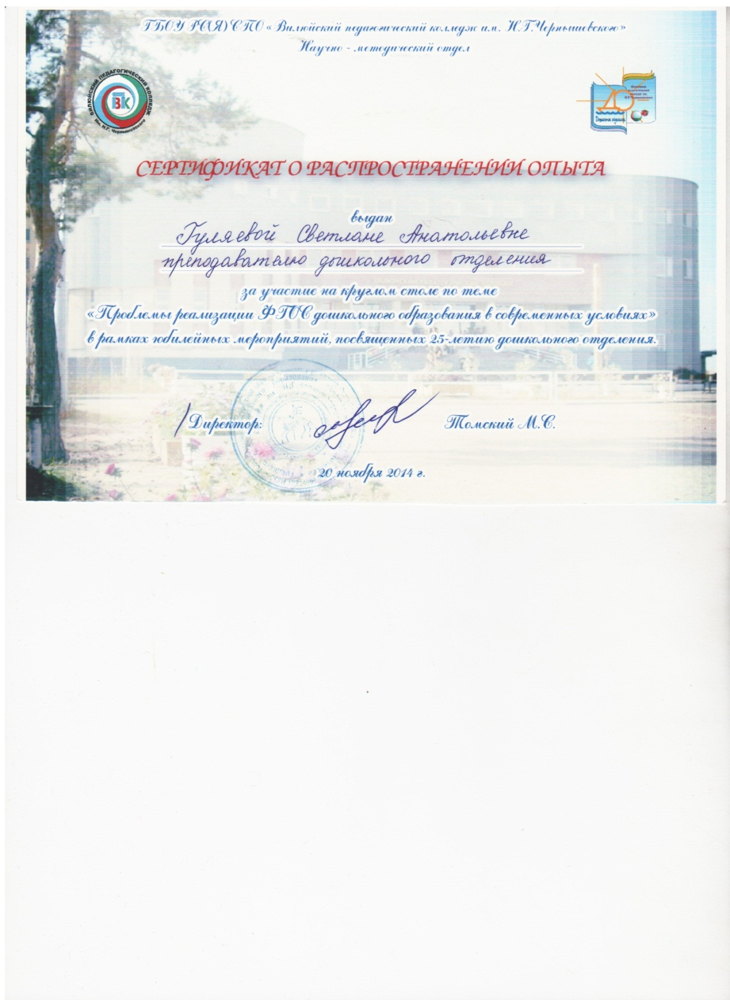 ГБОУ РС(Я) СПО «Вилюйский педагогический колледж им. Н.Г.Чернышевского»
Научно - методический отдел
ВИЛЮЙСКИЙ ПЕДАГОГИЧЕСКИЙ КОЛЛЕДЖ
им. Н.Г. Чернышевского
ВПК
ДО
СЕРТИФИКАТ О РАСПРОСТРАНЕНИИ ОПЫТА
выдан
Гуляевой Светлане Анатольевне
преподавателю дошкольного отделения
за участие на круглом столе по теме
«Проблемы реализации ФГОС дошкольного образования в современных условиях»
в рамках юбилейных мероприятий, посвященных 25-летию дошкольного отделения.
Директор:
Томский М.С.
20 ноября 2014 г.